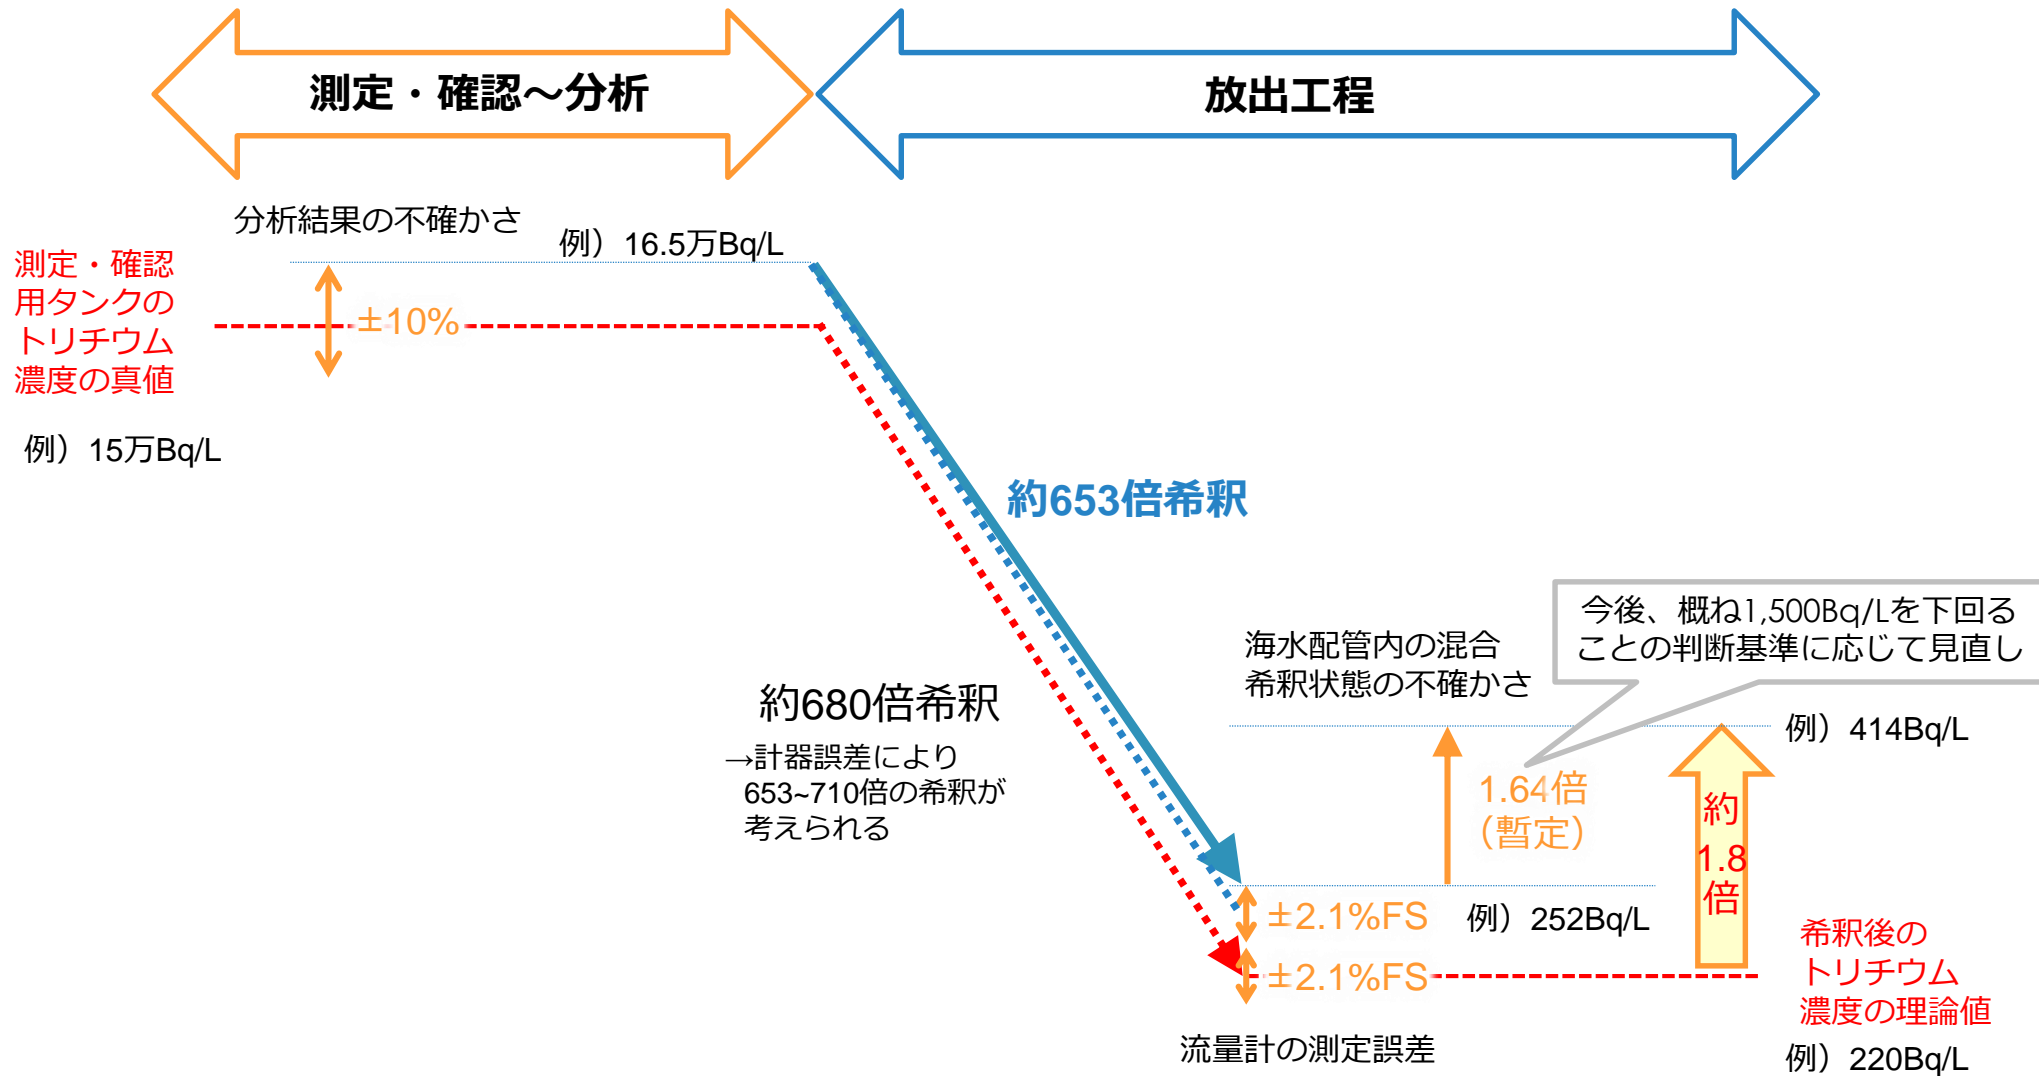 測定・確認～分析
放出工程
分析結果の不確かさ
例）16.5万Bq/L
測定・確認
用タンクの
トリチウム
濃度の真値
±10%
例）15万Bq/L
約653倍希釈
今後、概ね1,500Bq/Lを下回る
ことの判断基準に応じて見直し
海水配管内の混合
希釈状態の不確かさ
約680倍希釈
→計器誤差により
653~710倍の希釈が
考えられる
例）414Bq/L
1.64倍
（暫定）
約
1.8
倍
±2.1%FS
例）252Bq/L
±2.1%FS
希釈後の
トリチウム
濃度の理論値
流量計の測定誤差
例）220Bq/L